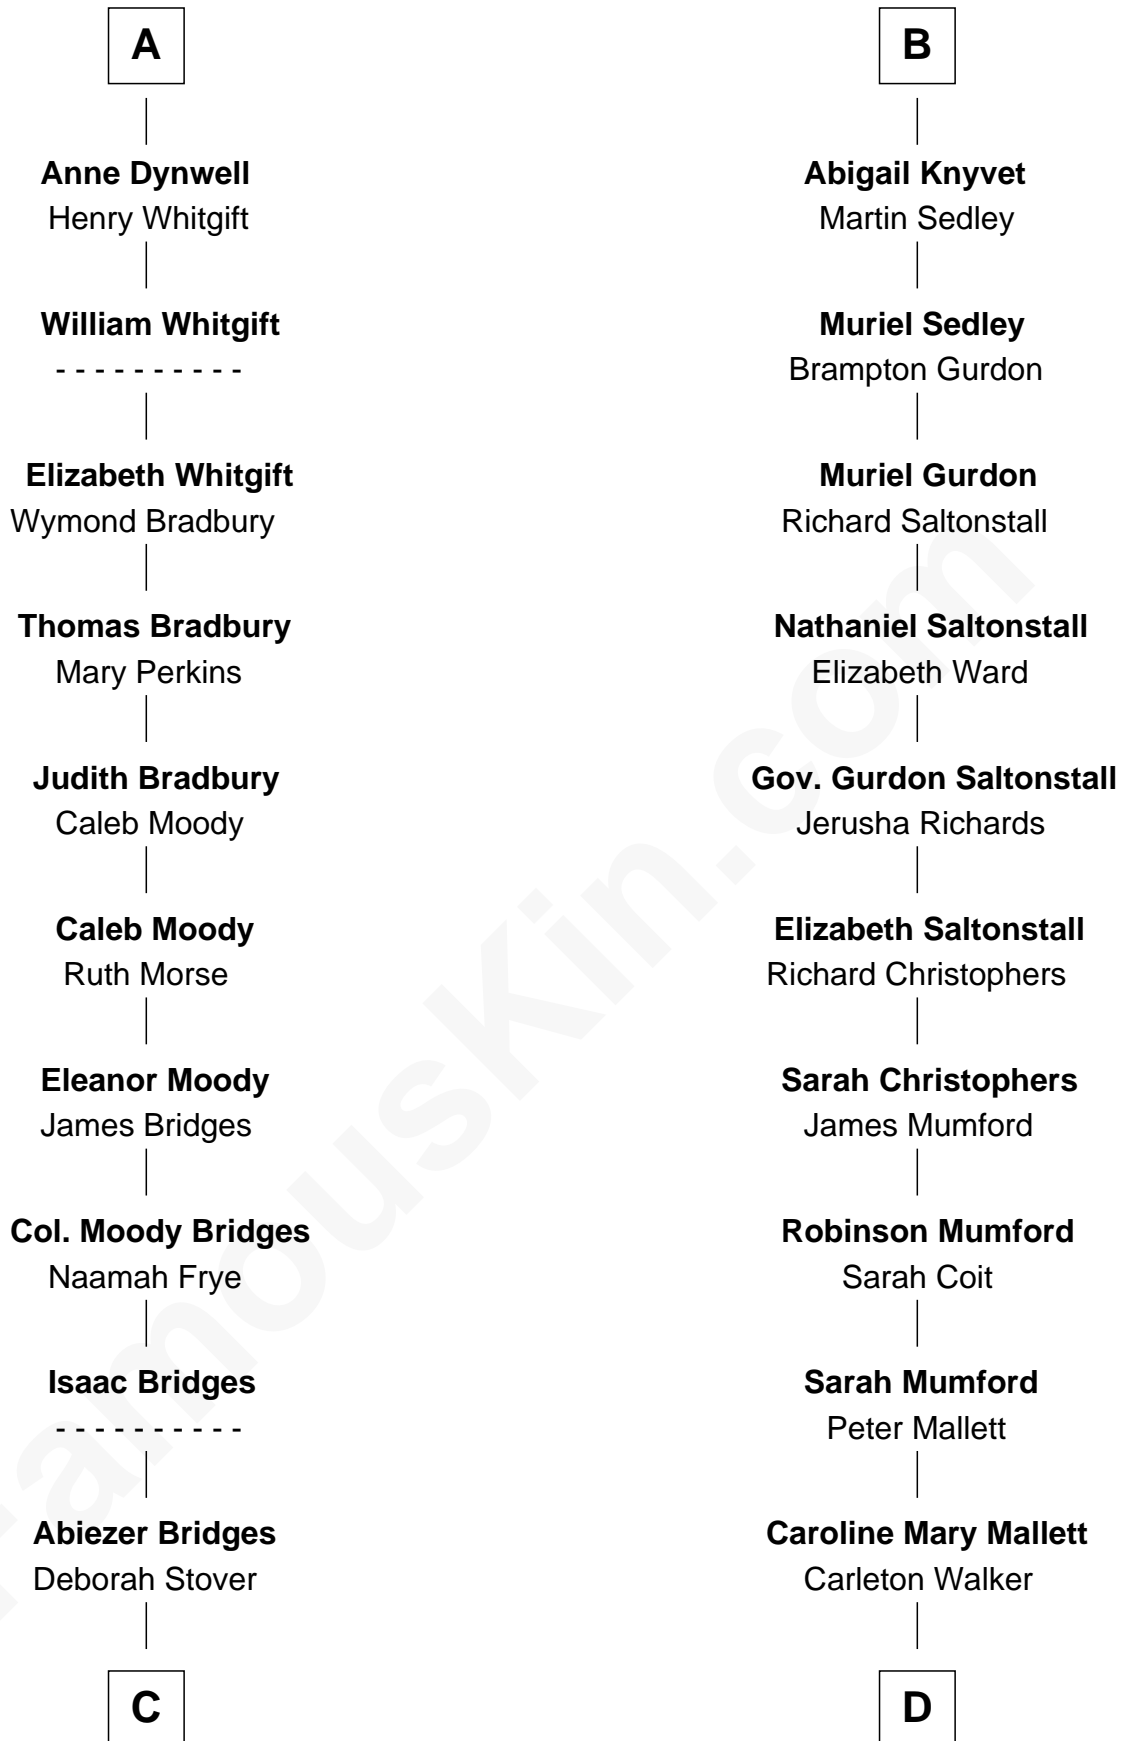 A
Anne Dynwell
Henry Whitgift
William Whitgift
- - - - - - - - - -
Elizabeth Whitgift
Wymond Bradbury
Thomas Bradbury
Mary Perkins
Judith Bradbury
Caleb Moody
Caleb Moody
Ruth Morse
Eleanor Moody
James Bridges
Col. Moody Bridges
Naamah Frye
Isaac Bridges
- - - - - - - - - -
Abiezer Bridges
Deborah Stover
C
B
Abigail Knyvet
Martin Sedley
Muriel Sedley
Brampton Gurdon
Muriel Gurdon
Richard Saltonstall
Nathaniel Saltonstall
Elizabeth Ward
Gov. Gurdon Saltonstall
Jerusha Richards
Elizabeth Saltonstall
Richard Christophers
Sarah Christophers
James Mumford
Robinson Mumford
Sarah Coit
Sarah Mumford
Peter Mallett
Caroline Mary Mallett
Carleton Walker
D
FamousKin.com